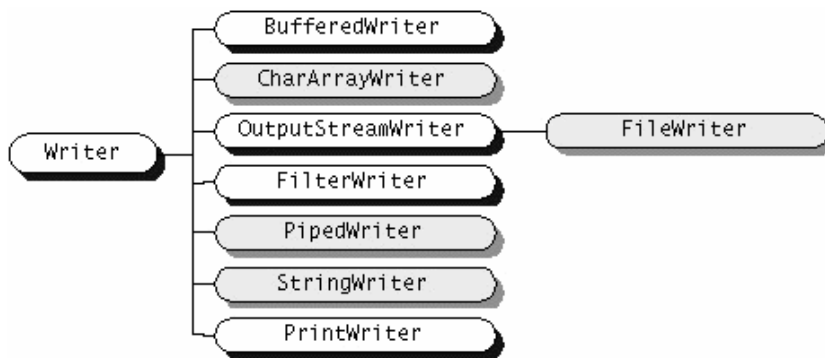 BufferedWriter
CharArrayWriter
OutputStreamWriter
FileWriter
Writer
FilterWriter
PipedWriter
StringWriter
PrintWriter